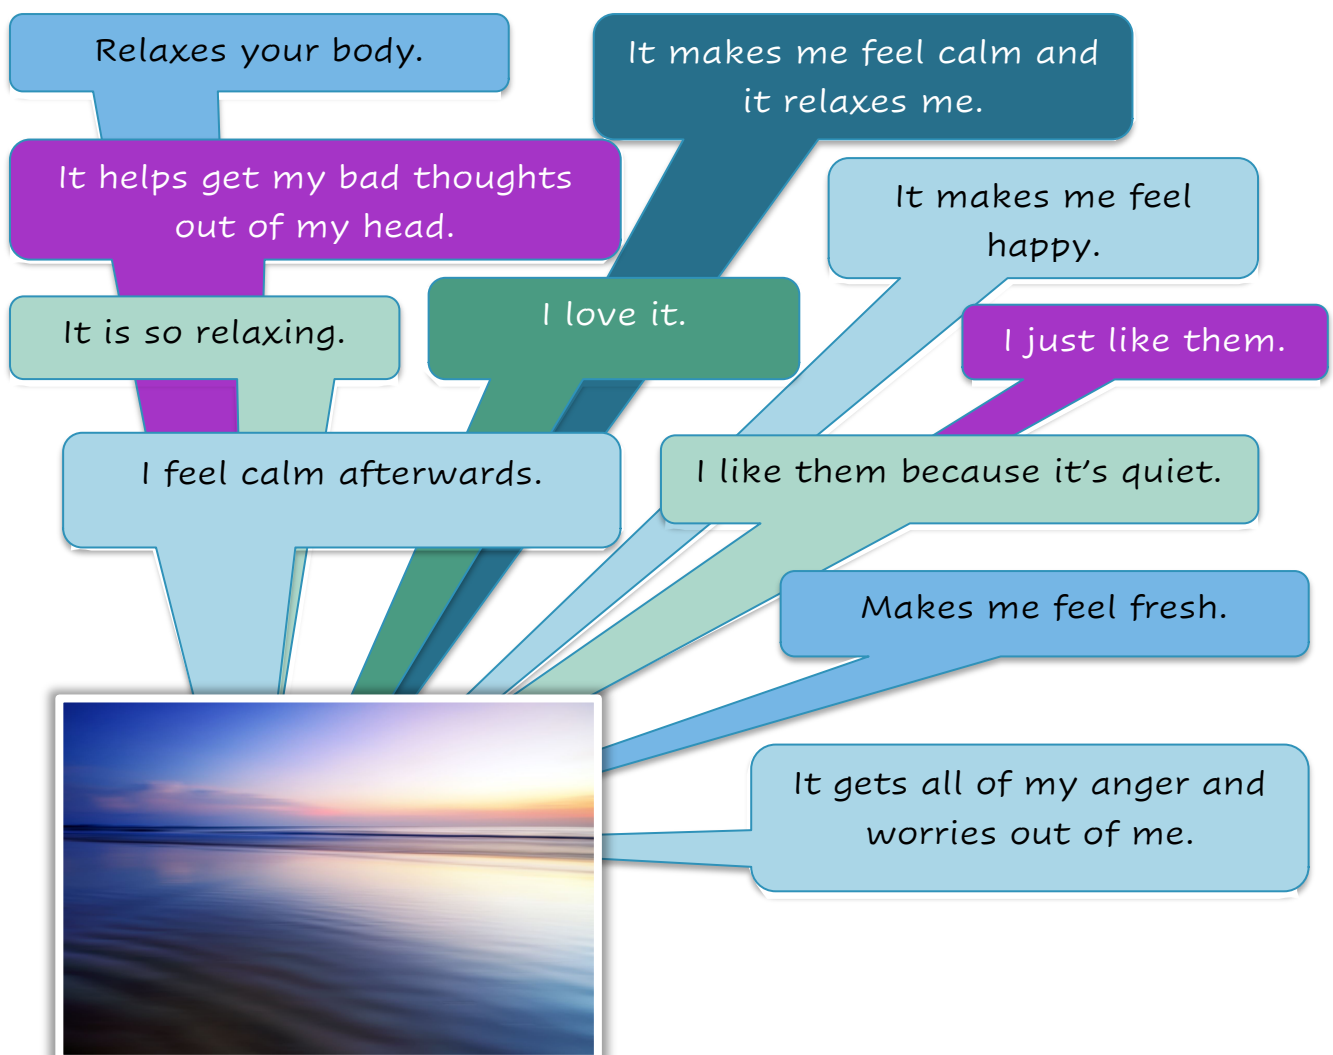 Relaxes your body.
It makes me feel calm and
it relaxes me.
It helps get my bad thoughts
out of my head.
It makes me feel
happy.
It is so relaxing.
I love it.
I just like them.
I feel calm afterwards.
I like them because it’s quiet.
Makes me feel fresh.
It gets all of my anger and
worries out of me.